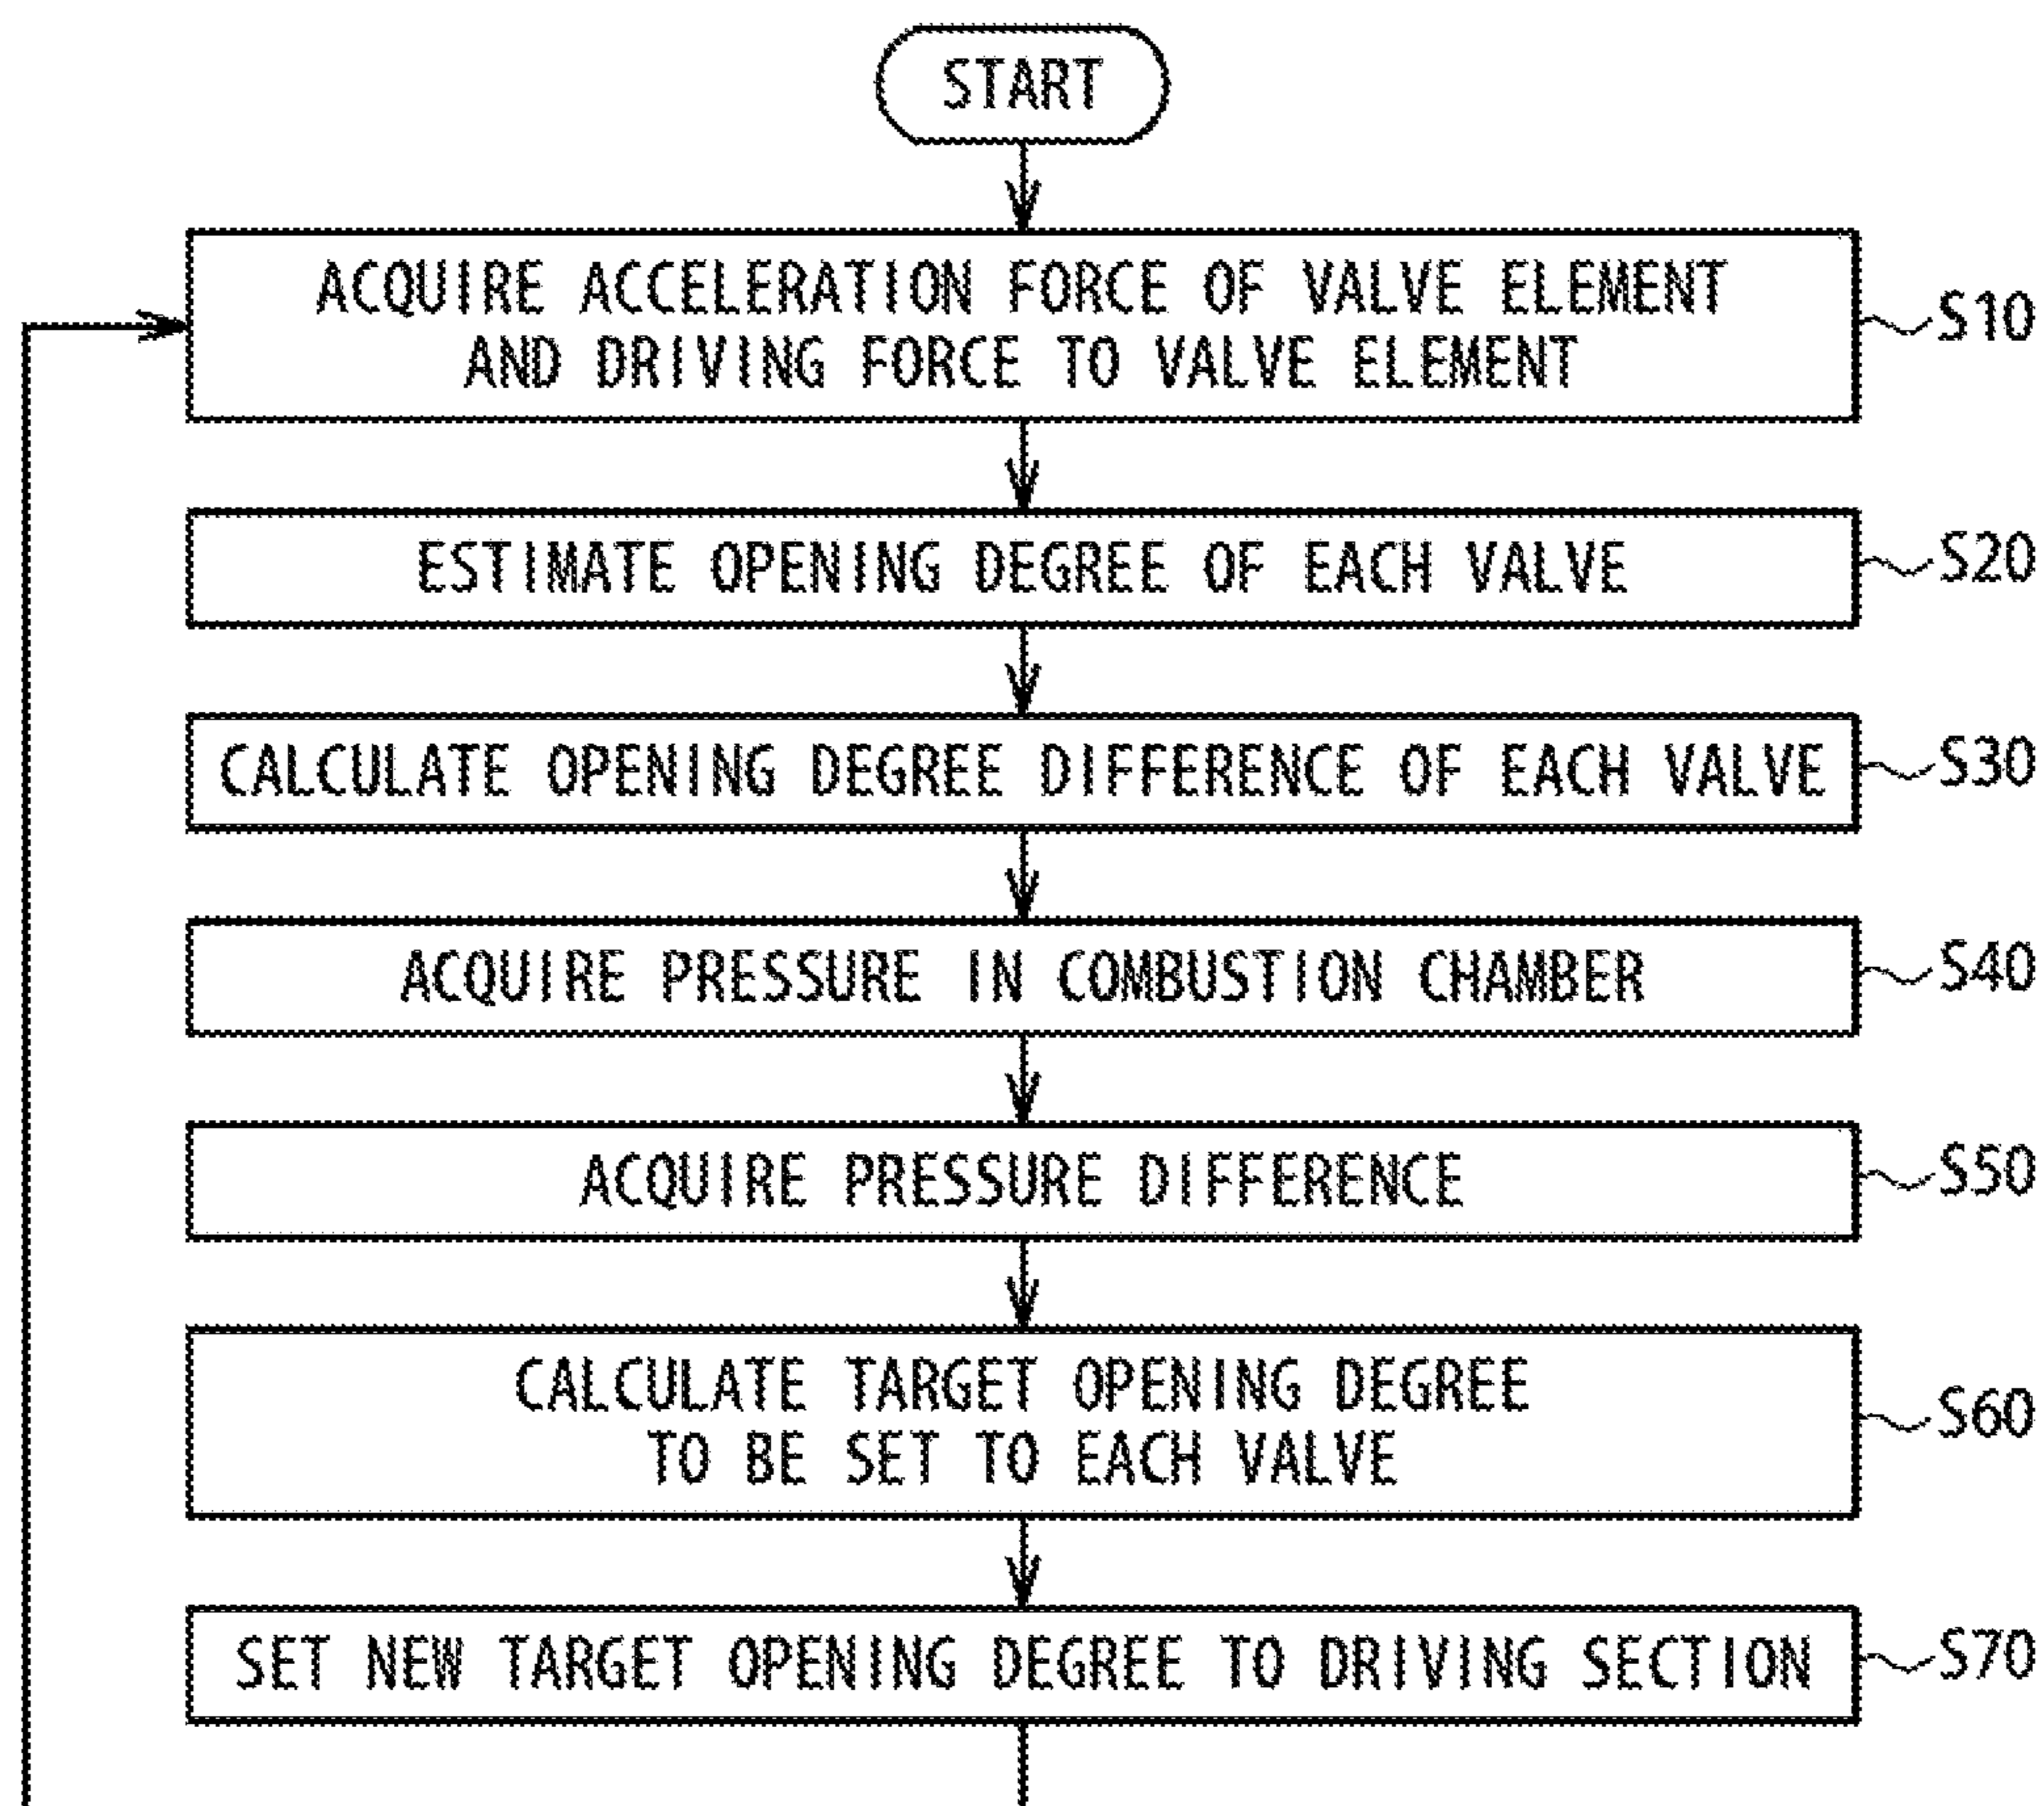 START
ACQUIRE ACCELERATION FORCE OF VALVE ELEMENT
AND DRIVING FORCE TO VALVE ELEMENT
S10
ESTIMATE OPENING DEGREE OF EACH VALVE
S20
CALCULATE OPENING DEGREE DIFFERENCE OF EACH VALVE
S30
ACQUIRE PRESSURE IN COMBUSTION CHAMBER
S40
ACQUIRE PRESSURE DIFFERENCE
S50
CALCULATE TARGET OPENING DEGREE
TO BE SET TO EACH VALVE
S60
SET NEW TARGET OPENING DEGREE TO DRIVING SECTION
S70